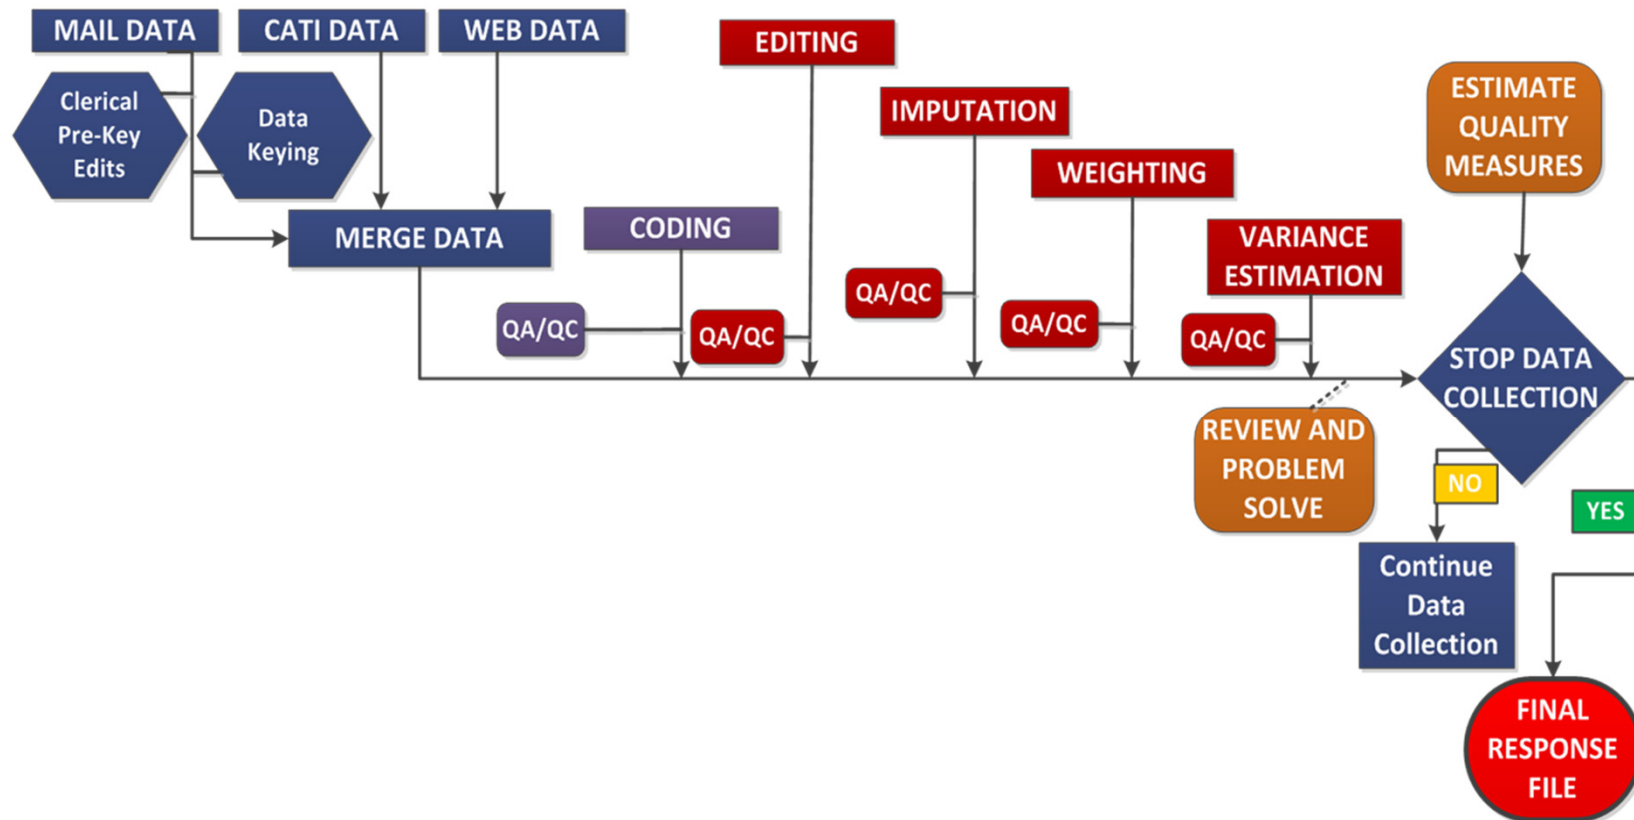 MAIL DATA
CATI DATA
WEB DATA
Clerical
Pre-Key
Edits
Data
Keying
MERGE DATA
CODING
QA/QC
EDITING
QA/QC
IMPUTATION
QA/QC
WEIGHTING
QA/QC
VARIANCE
ESTIMATION
QA/QC
REVIEW AND
PROBLEM
SOLVE
ESTIMATE
QUALITY
MEASURES
STOP DATA
COLLECTION
NO
Continue
Data
Collection
YES
FINAL
RESPONSE
FILE